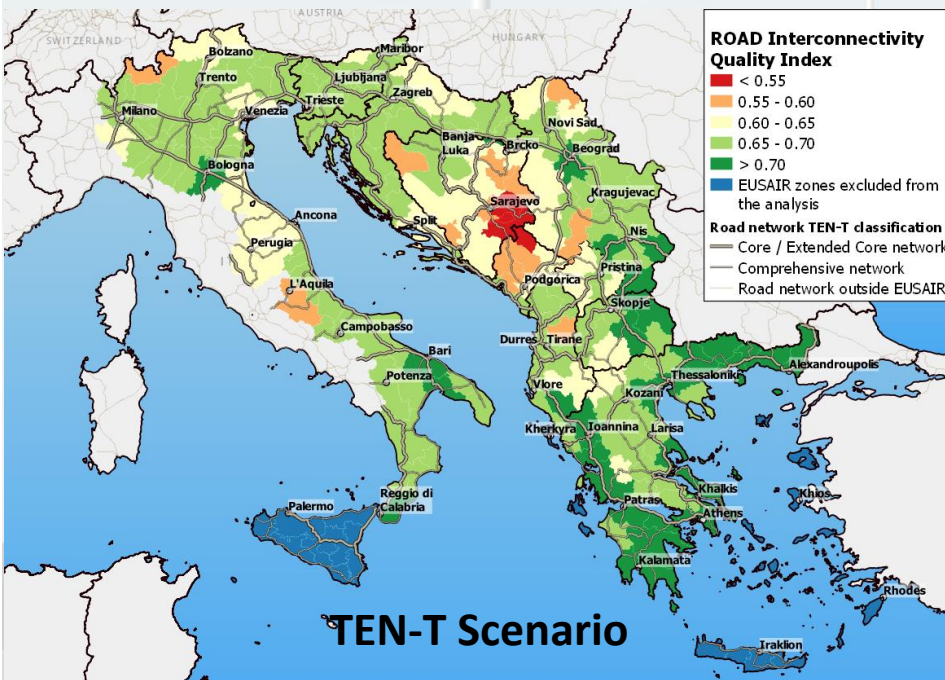 AUSTRIA
SWITZERLAND
HUNGARY
ROAD Interconnectivity
Quality Index
< 0.55
0.55 - 0.60
0.60 - 0.65
0.65 - 0.70
> 0.70
EUSAIR zones excluded from
the analysis
Road network TEN-T classification
Core / Extended Core network
Comprehensive network
Road network outside EUSAIR
Maribor
Bolzano
Trento
Ljubljana
Zagreb
Trieste
Milano
Venezia
Novi Sad
Banja
Luka
Brcko
Beograd
Bologna
Kragujevac
Sarajevo
Ancona
Split
Nis
Perugia
Pristina
L'Aquila
Podgorica
Skopje
Campobasso
Durres
Tirane
Bari
Alexandroupolis
Thessaloniki
Potenza
Vlore
Kozani
Kherkyra
Ioannina
Larisa
Reggio di
Calabria
Palermo
Khalkis
Khios
Patras
Athens
Kalamata
Rhodes
TEN-T Scenario
Iraklion